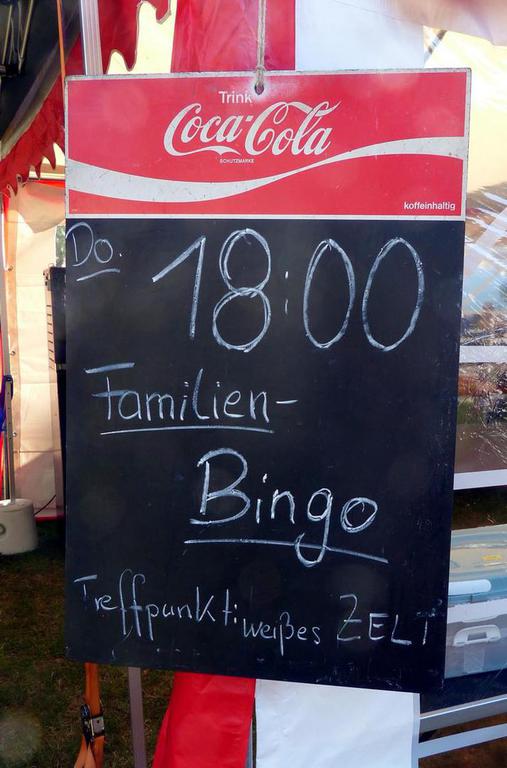 Trink
Coca-Cola
SCHUTZMARKE
koffeinhaltig
Do. 18:00
Familien-
Bingo
Treffpunkt: weißes ZELT